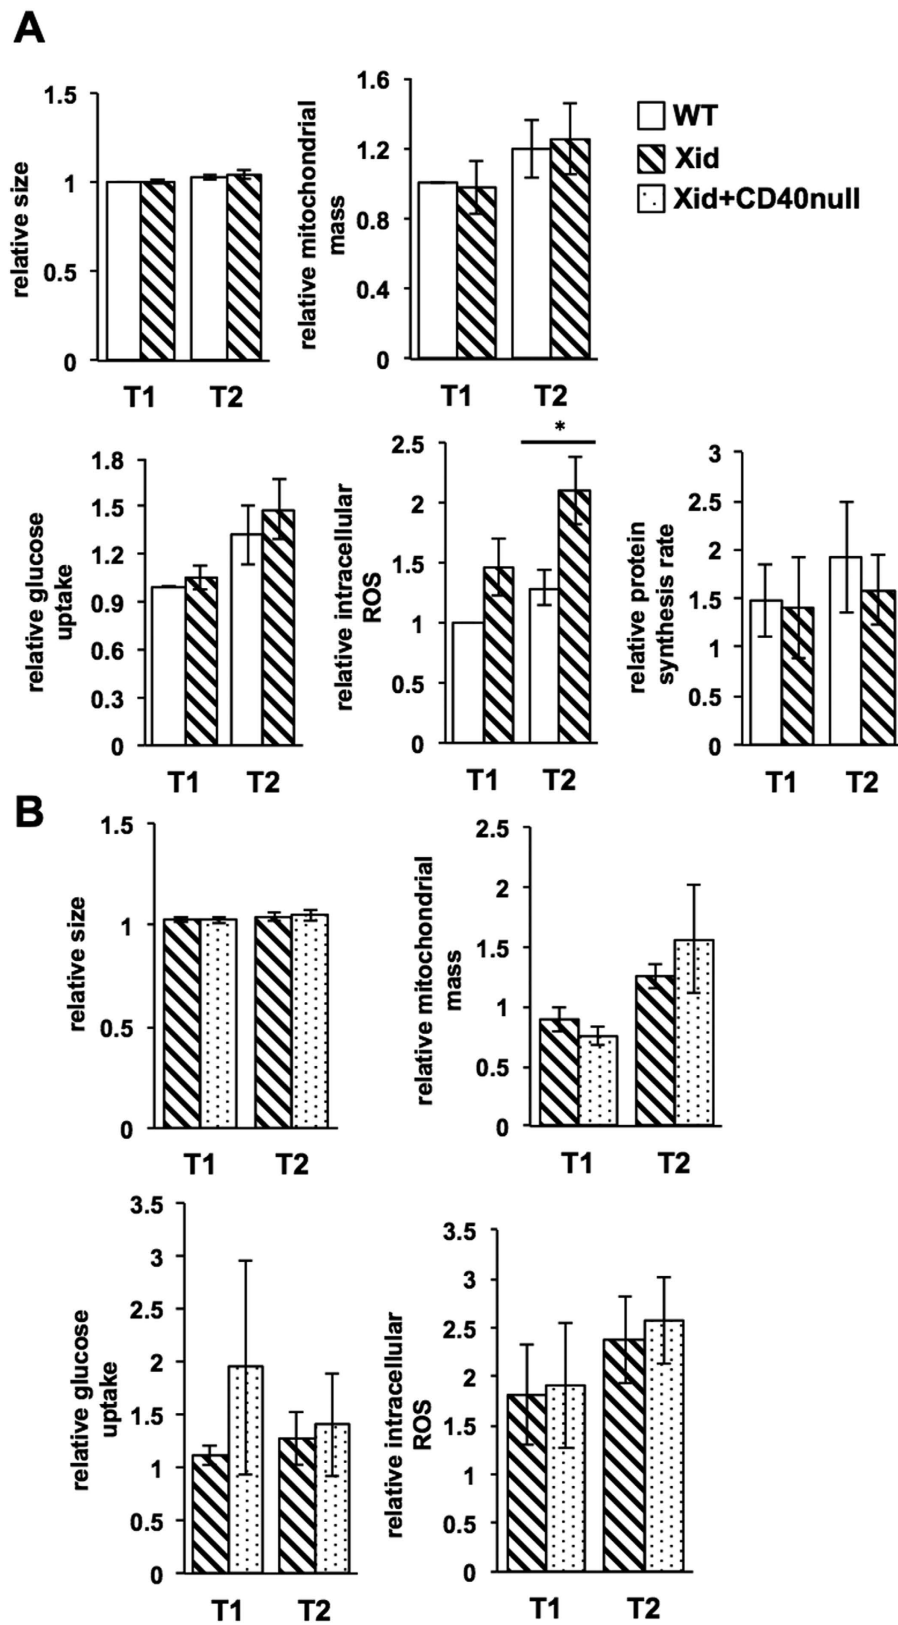 A
relative size
1.5
1
0.5
0
T1 T2
relative mitochondrial
mass
1.6
1.2
0.8
0.4
0
T1 T2
WT
Xid
Xid+CD40null
relative glucose
uptake
1.8
1.5
1.2
0.9
0.6
0.3
0
T1 T2
relative intracellular
ROS
2.5
2
1.5
1
0.5
0
*
T1 T2
relative protein
synthesis rate
3
2.5
2
1.5
1
0.5
0
T1 T2
B
relative size
1.5
1
0.5
0
T1 T2
relative mitochondrial
mass
2.5
2
1.5
1
0.5
0
T1 T2
relative glucose
uptake
3.5
3
2.5
2
1.5
1
0.5
0
T1 T2
relative intracellular
ROS
3.5
3
2.5
2
1.5
1
0.5
0
T1 T2